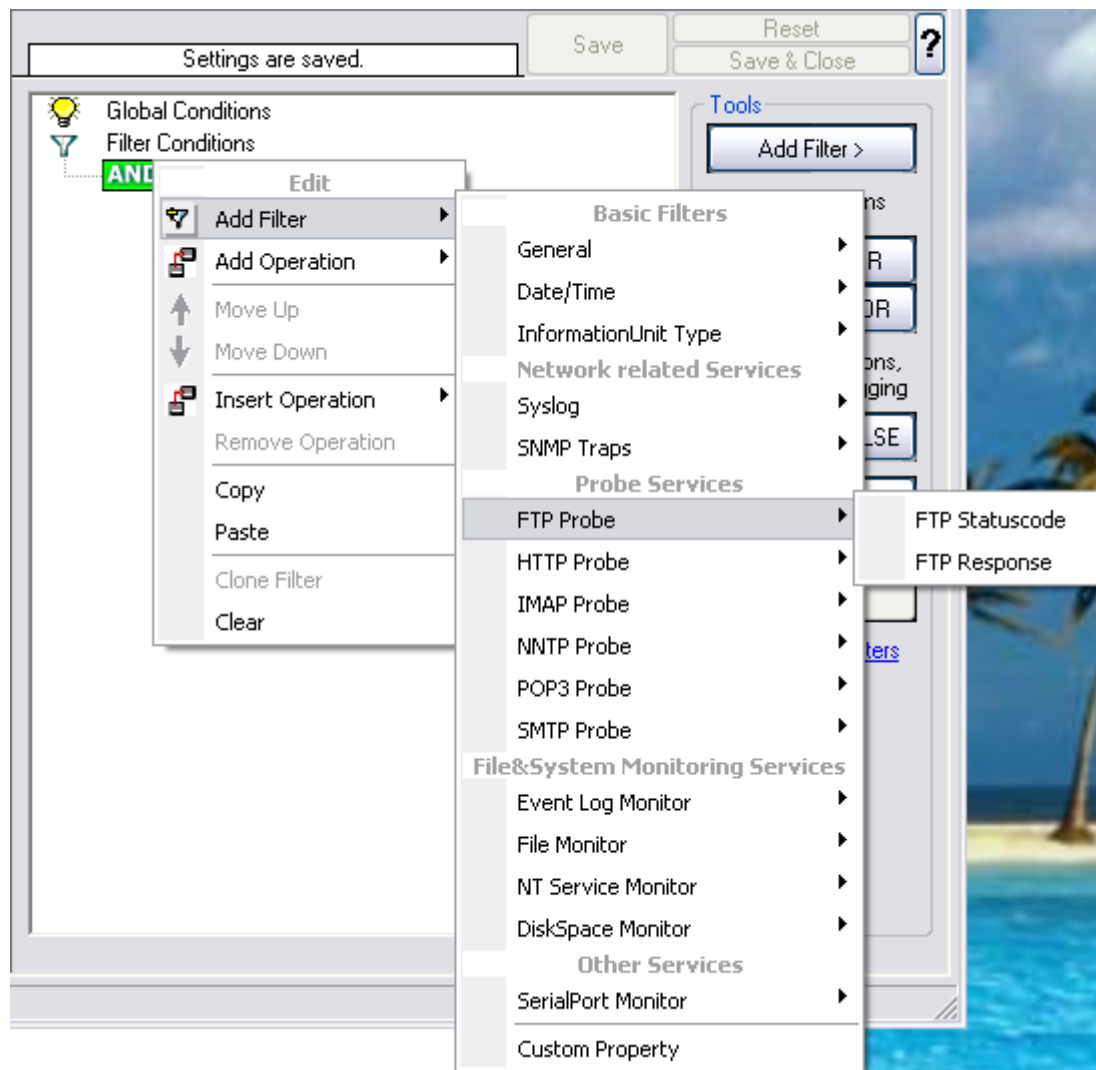 Settings are saved.
Save
Reset
Save & Close
?
Global Conditions
Filter Conditions
AND
Tools
Add Filter >
Edit
Add Filter
Add Operation
Move Up
Move Down
Insert Operation
Remove Operation
Copy
Paste
Clone Filter
Clear
Basic Filters
General
Date/Time
InformationUnit Type
Network related Services
Syslog
SNMP Traps
Probe Services
FTP Probe
HTTP Probe
IMAP Probe
NNTP Probe
POP3 Probe
SMTP Probe
File&System Monitoring Services
Event Log Monitor
File Monitor
NT Service Monitor
DiskSpace Monitor
Other Services
SerialPort Monitor
Custom Property
FTP Statuscode
FTP Response